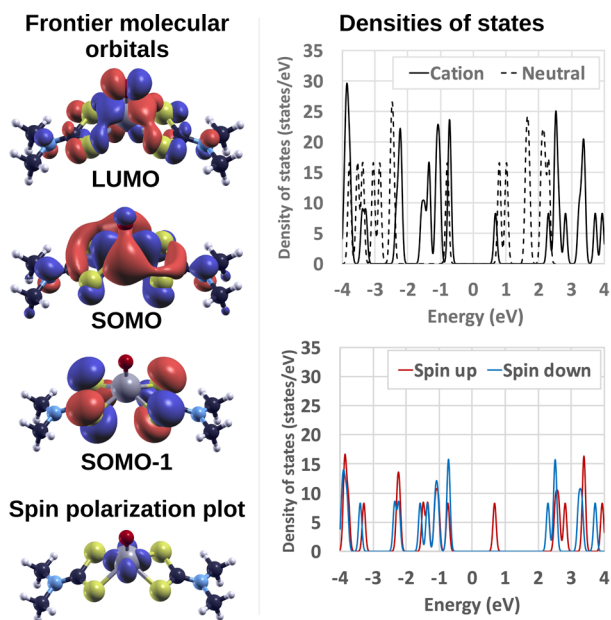 Frontier molecular
orbitals
LUMO
SOMO
SOMO-1
Spin polarization plot
Densities of states
Density of states (states/eV)
35
30
25
20
15
10
5
0
Cation Neutral
-4 -3 -2 -1 0 1 2 3 4
Energy (eV)
Density of states (states/eV)
35
30
25
20
15
10
5
0
Spin up Spin down
-4 -3 -2 -1 0 1 2 3 4
Energy (eV)